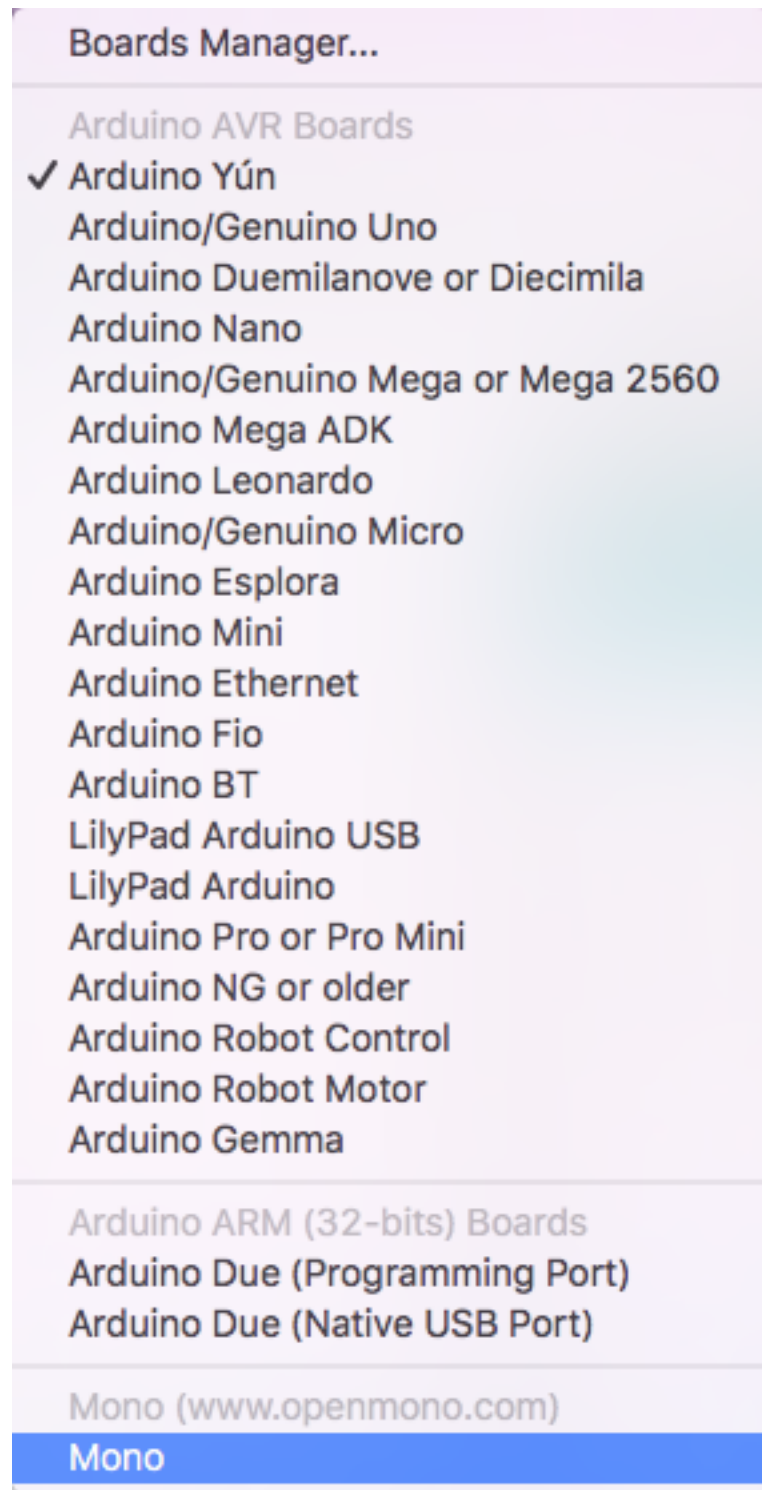 Boards Manager...
Arduino AVR Boards
✓ Arduino Yún
Arduino/Genuino Uno
Arduino Duemilanove or Diecimila
Arduino Nano
Arduino/Genuino Mega or Mega 2560
Arduino Mega ADK
Arduino Leonardo
Arduino/Genuino Micro
Arduino Esplora
Arduino Mini
Arduino Ethernet
Arduino Fio
Arduino BT
LilyPad Arduino USB
LilyPad Arduino
Arduino Pro or Pro Mini
Arduino NG or older
Arduino Robot Control
Arduino Robot Motor
Arduino Gemma
Arduino ARM (32-bits) Boards
Arduino Due (Programming Port)
Arduino Due (Native USB Port)
Mono (www.openmono.com)
Mono